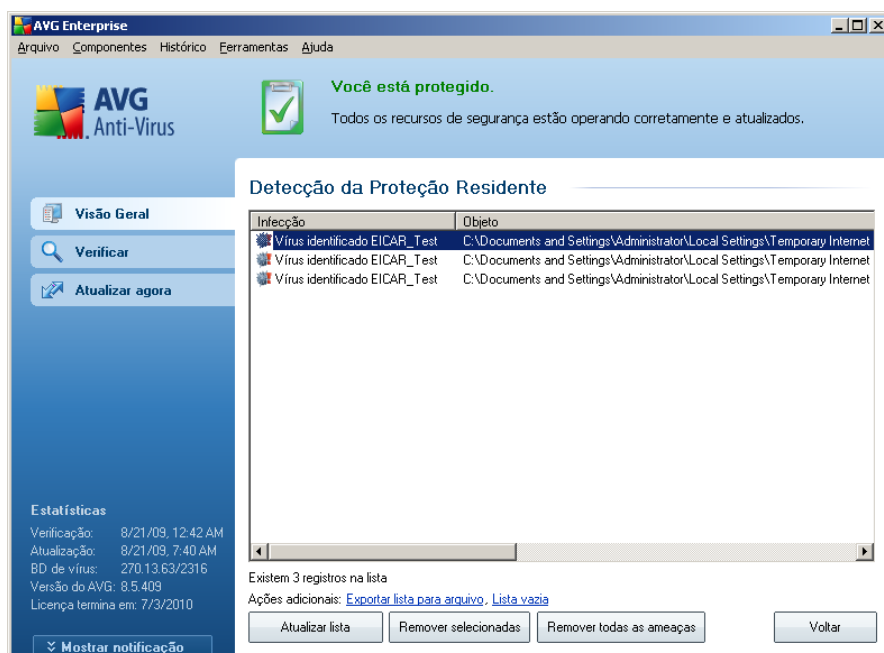 AVG Enterprise
Arquivo Componentes Histórico Ferramentas Ajuda
AVG
Anti-Virus
Você está protegido.
Todos os recursos de segurança estão operando corretamente e atualizados.
Visão Geral
Verificar
Atualizar agora
Detecção da Proteção Residente
Infecção Objeto
Vírus identificado EICAR_Test C:\Documents and Settings\Administrator\Local Settings\Temporary Internet
Vírus identificado EICAR_Test C:\Documents and Settings\Administrator\Local Settings\Temporary Internet
Vírus identificado EICAR_Test C:\Documents and Settings\Administrator\Local Settings\Temporary Internet
Estatísticas
Verificação: 8/21/09, 12:42 AM
Atualização: 8/21/09, 7:40 AM
BD de vírus: 270.13.63/2316
Versão do AVG: 8.5.409
Licença termina em: 7/3/2010
Mostrar notificação
Existem 3 registros na lista
Ações adicionais: Exportar lista para arquivo, Lista vazia
Atualizar lista Remover selecionadas Remover todas as ameaças Voltar